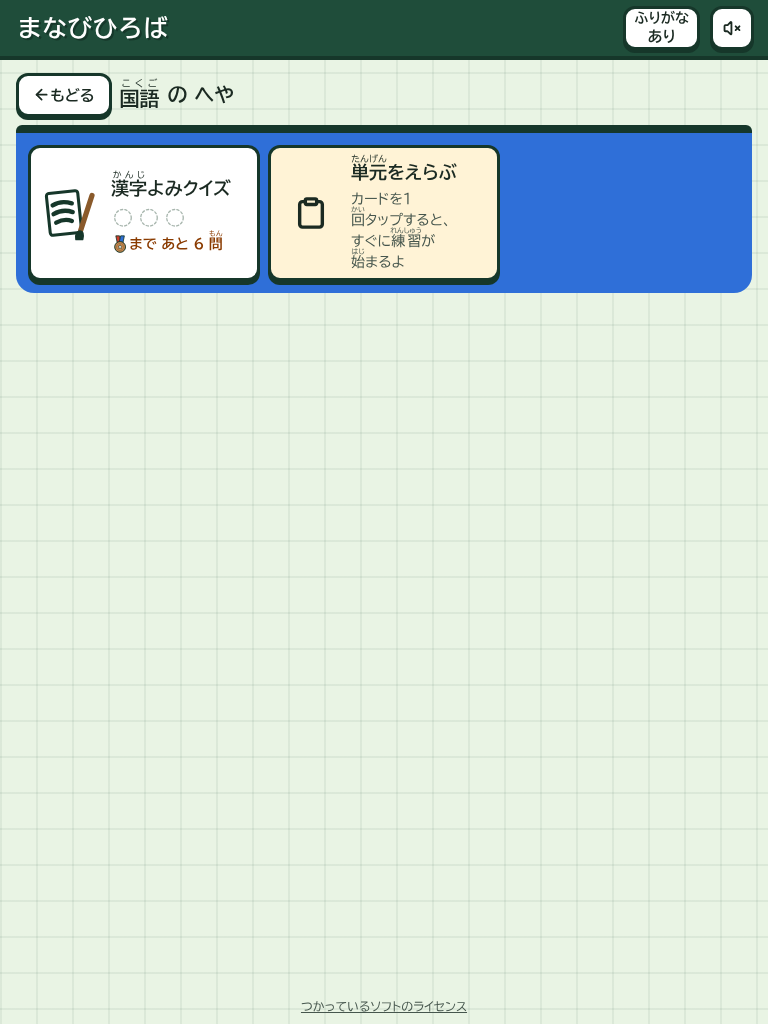 まなびひろば
ふりがな
あり
もどる
こくご
国語 の へや
かんじ
漢字よみクイズ
もん
まで あと 6 問
たんげん
単元をえらぶ
カードを1
かい
回タップすると、
れんしゅう
すぐに練習が
はじ
始まるよ
つかっているソフトのライセンス